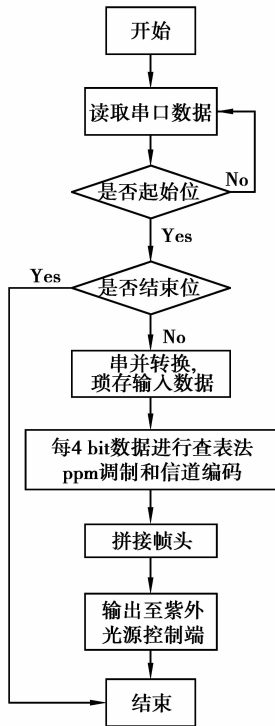 开始
读取串口数据
是否起始位
No
Yes
是否结束位
Yes
No
串并转换,
琐存输入数据
每4 bit数据进行查表法
ppm调制和信道编码
拼接帧头
输出至紫外
光源控制端
结束